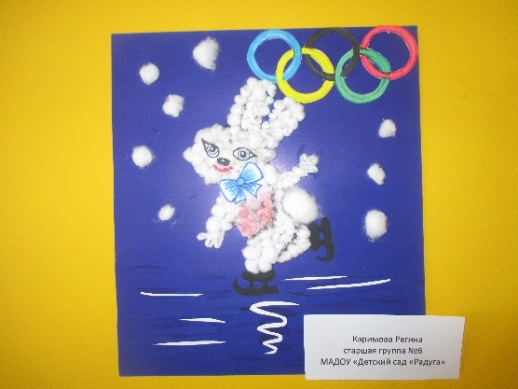 Каримова Регина
старшая группа №6
МАДОУ «Детский сад «Радуга»